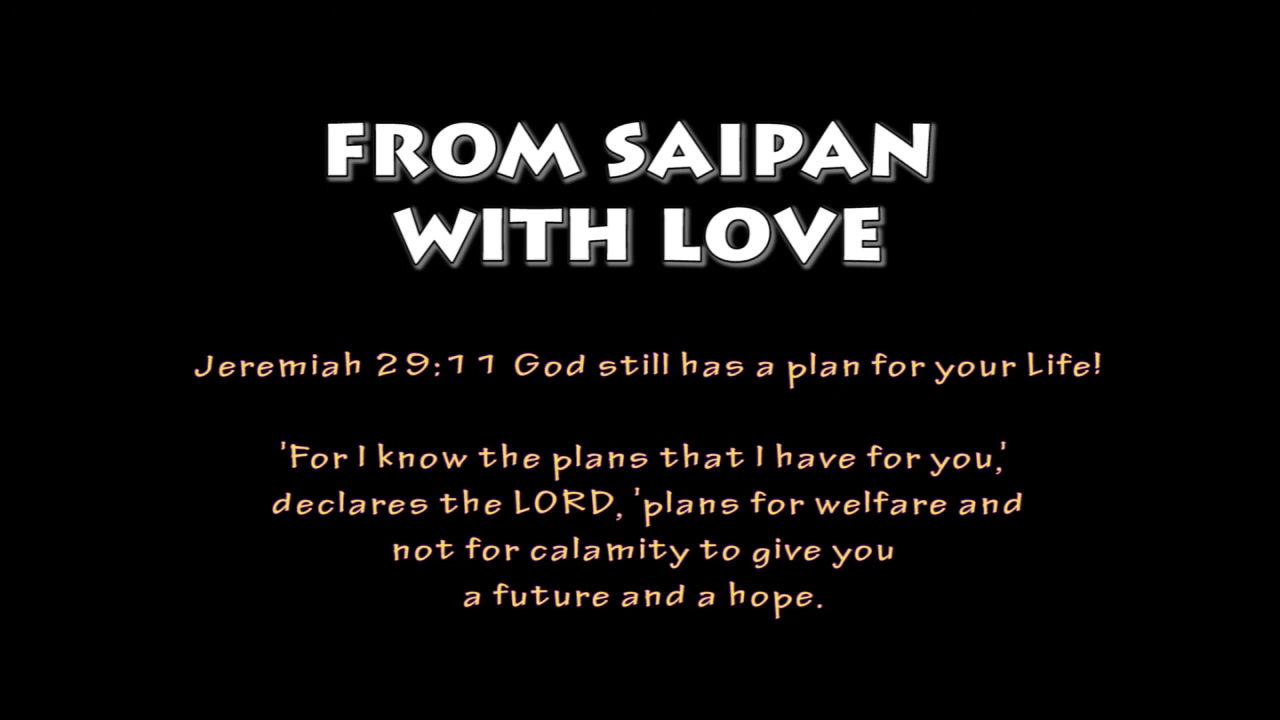 FROM SAIPAN
WITH LOVE
Jeremiah 29:11 God still has a plan for your Life!
'For I know the plans that I have for you,'
declares the LORD, 'plans for welfare and
not for calamity to give you
a future and a hope.